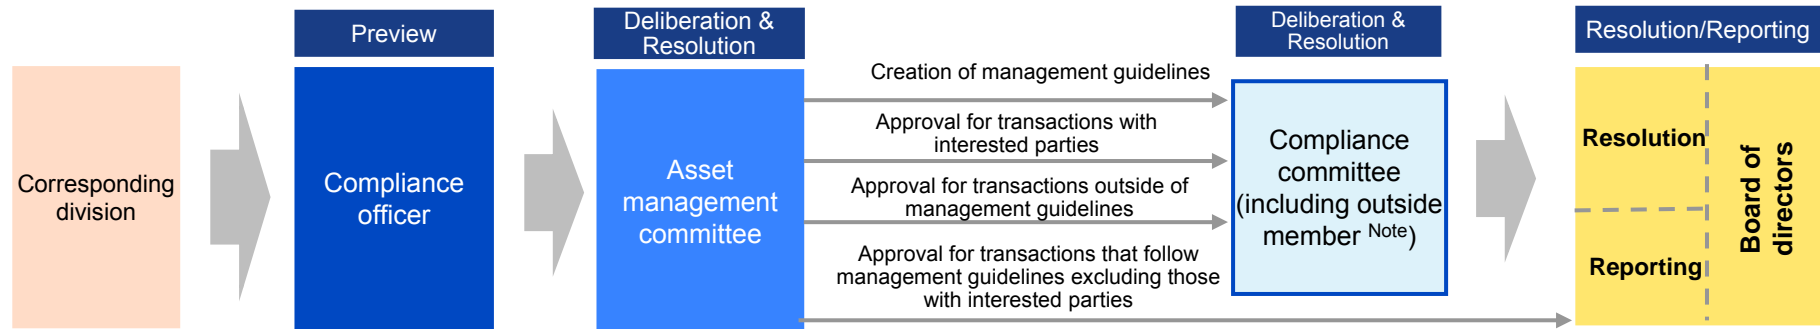 Preview
Deliberation &
Resolution
Deliberation &
Resolution
Resolution/Reporting
Corresponding
division
Compliance
officer
Asset
management
committee
Creation of management guidelines
Approval for transactions with
interested parties
Approval for transactions outside of
management guidelines
Approval for transactions that follow
management guidelines excluding those
with interested parties
Compliance
committee
(including outside
member Note)
Resolution
Reporting
Board of
directors